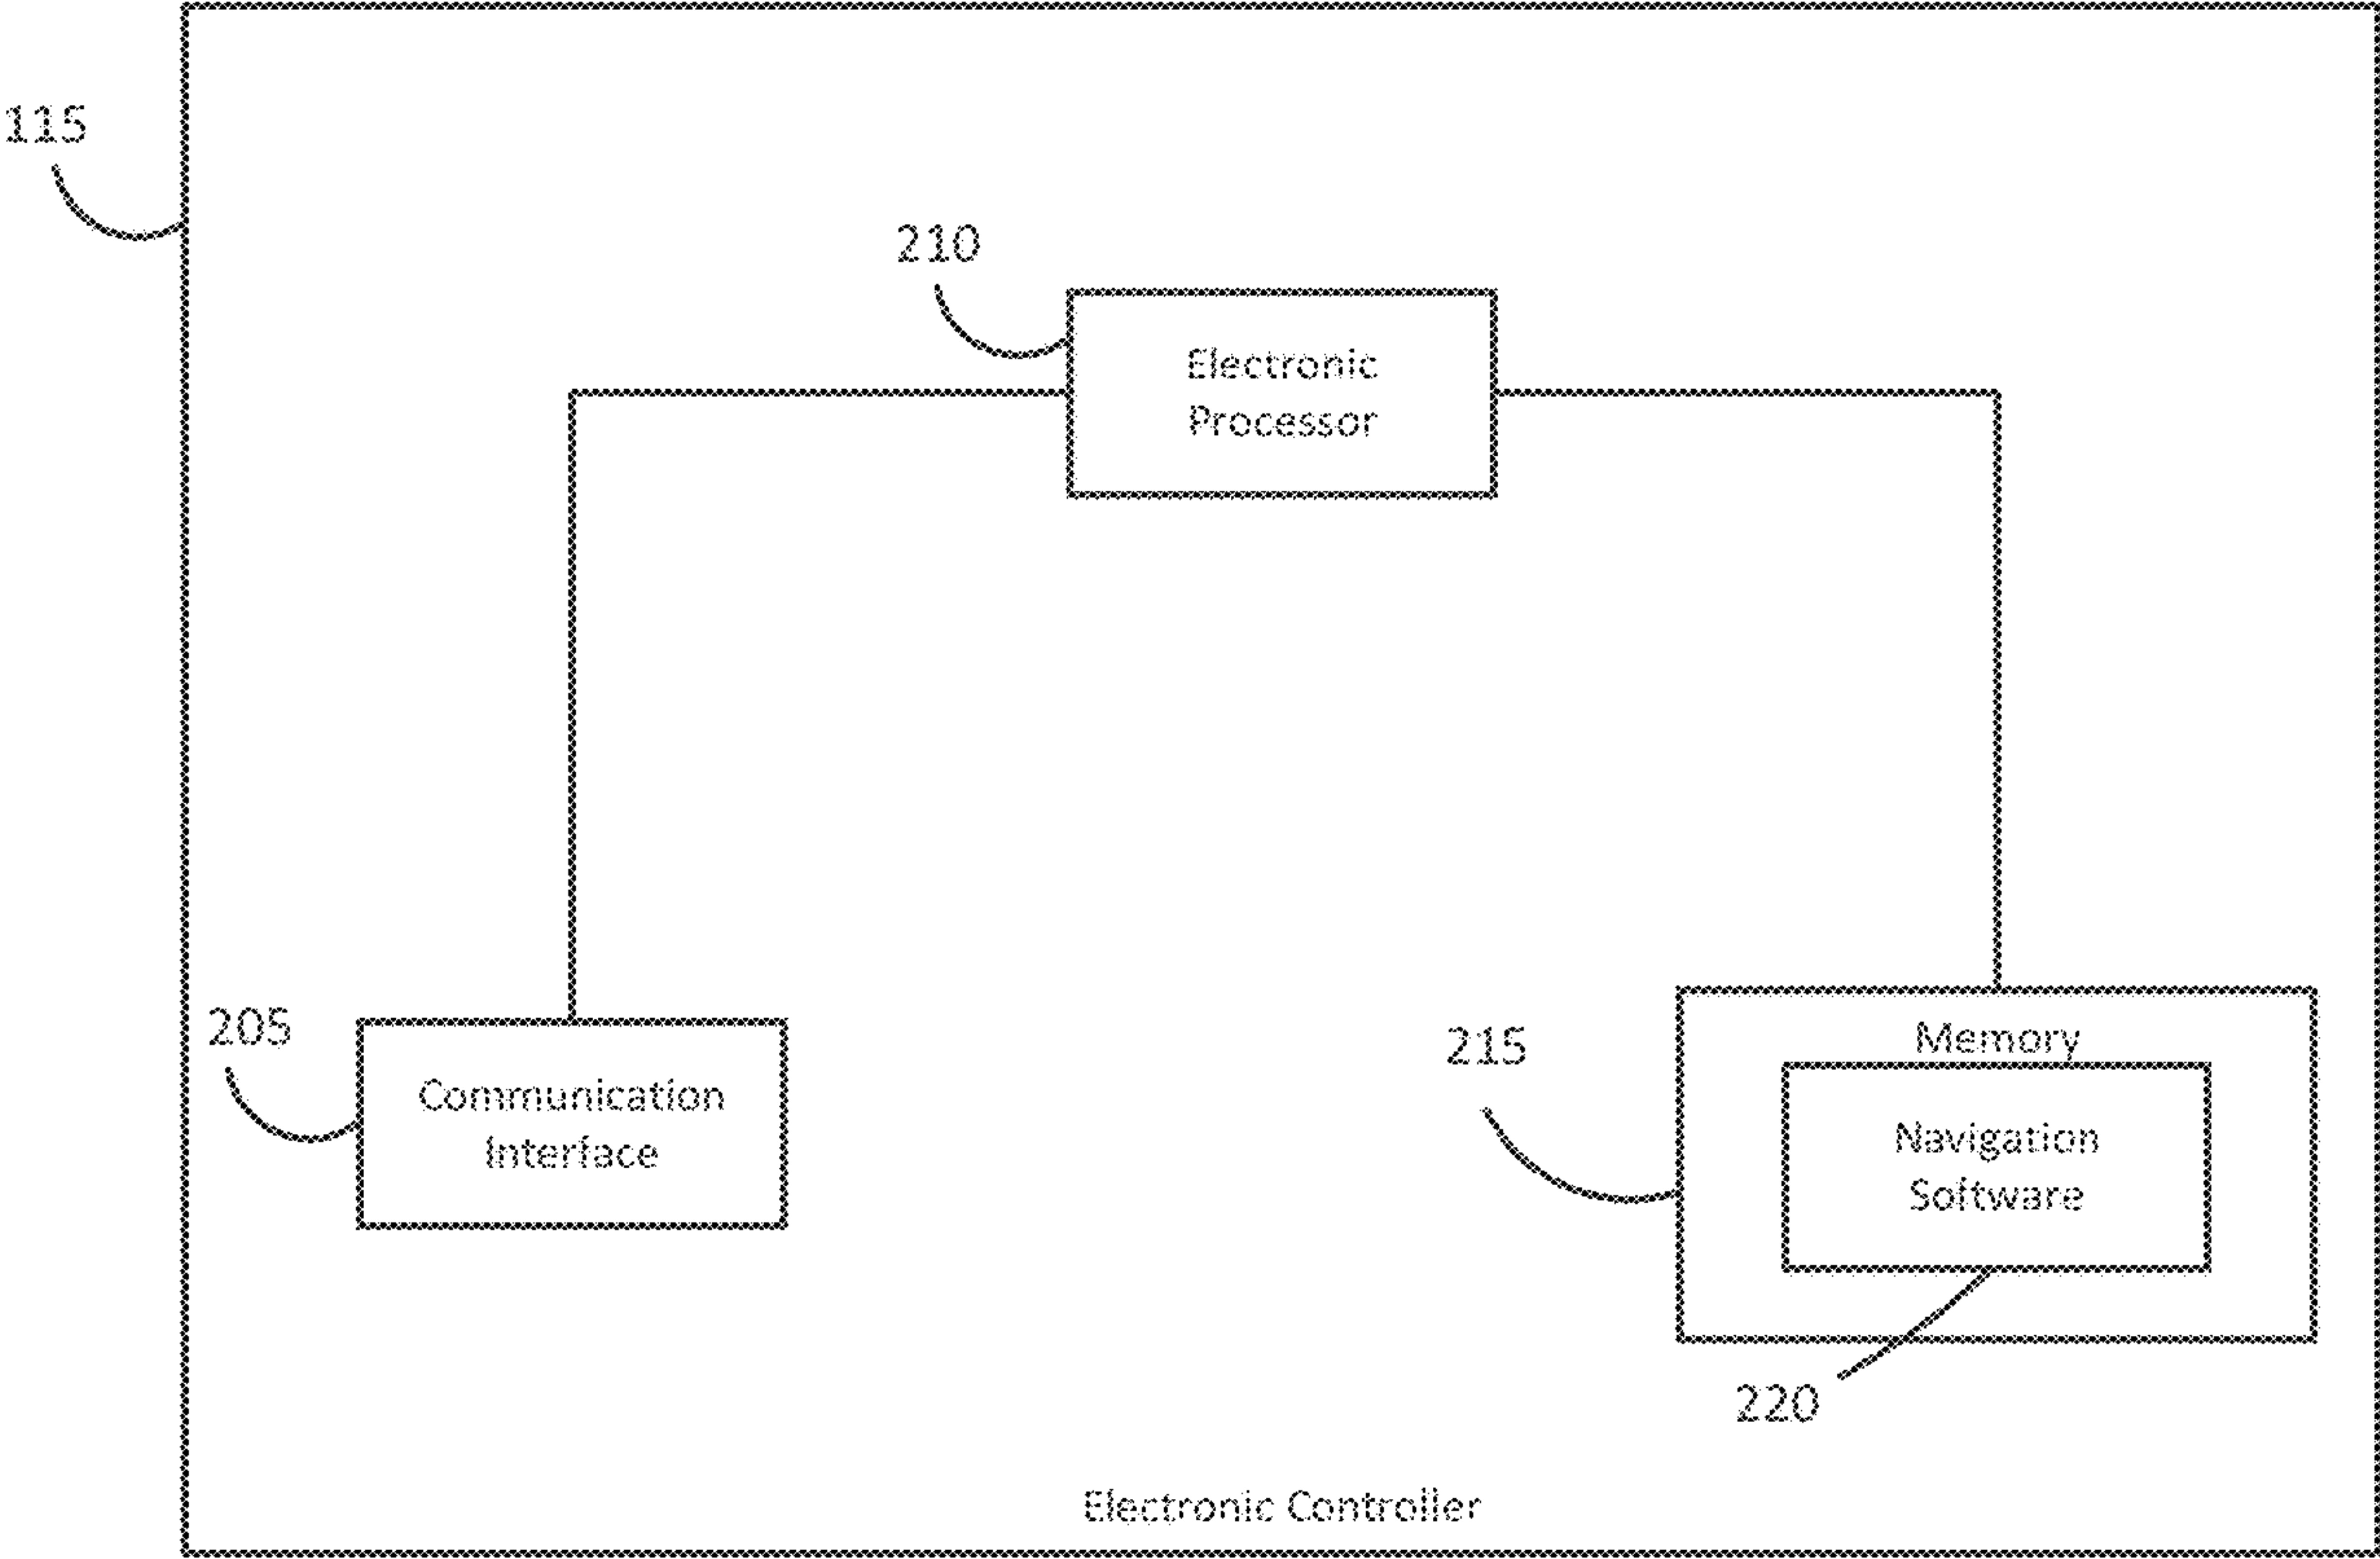 115
210
Electronic
Processor
205
Communication
Interface
215
Memory
Navigation
Software
220
Electronic Controller